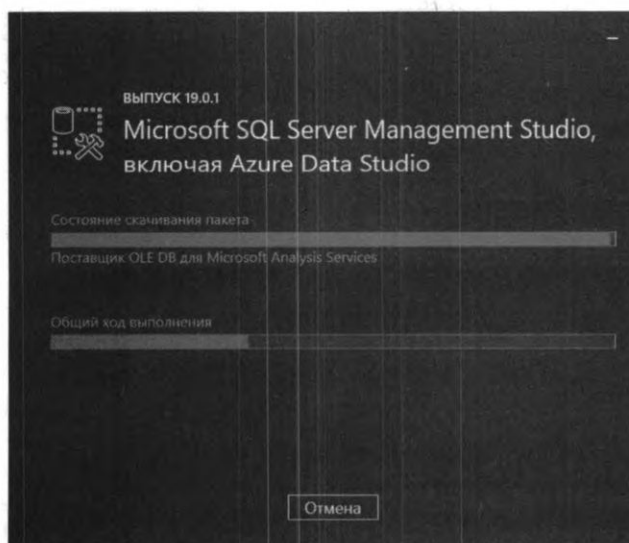 ВЫПУСК 19.0.1
Microsoft SQL Server Management Studio,
включая Azure Data Studio
Состояние скачивания пакета
Поставщик OLE DB для Microsoft Analysis Services
Общий ход выполнения
Отмена